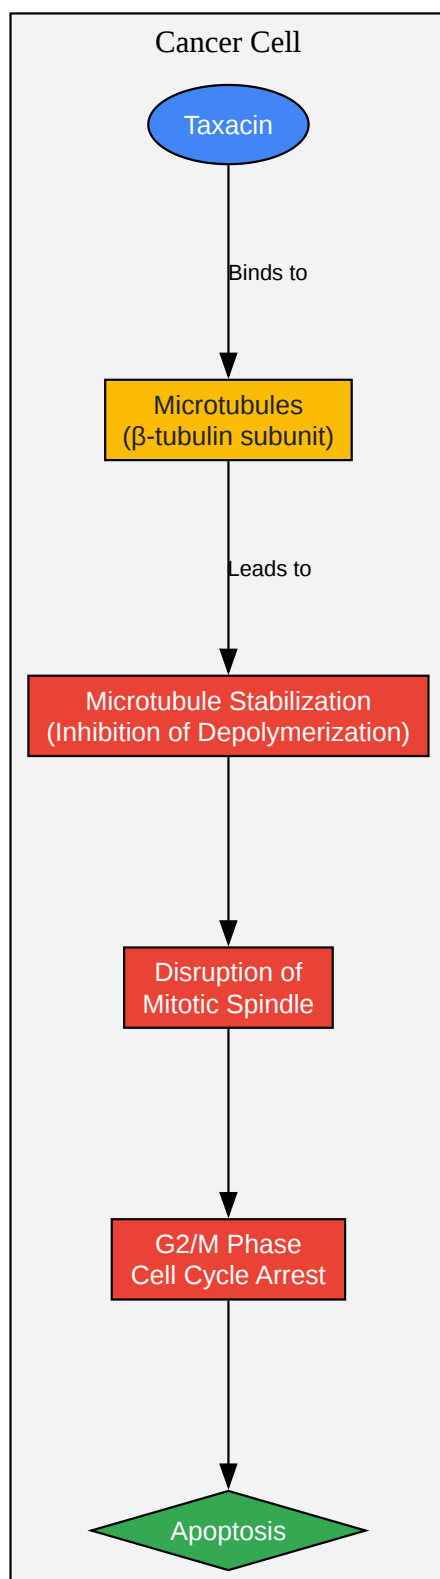 Cancer Cell
Taxacin
Binds to
Microtubules
(β-tubulin subunit)
Leads to
Microtubule Stabilization
(Inhibition of Depolymerization)
Disruption of
Mitotic Spindle
G2/M Phase
Cell Cycle Arrest
Apoptosis